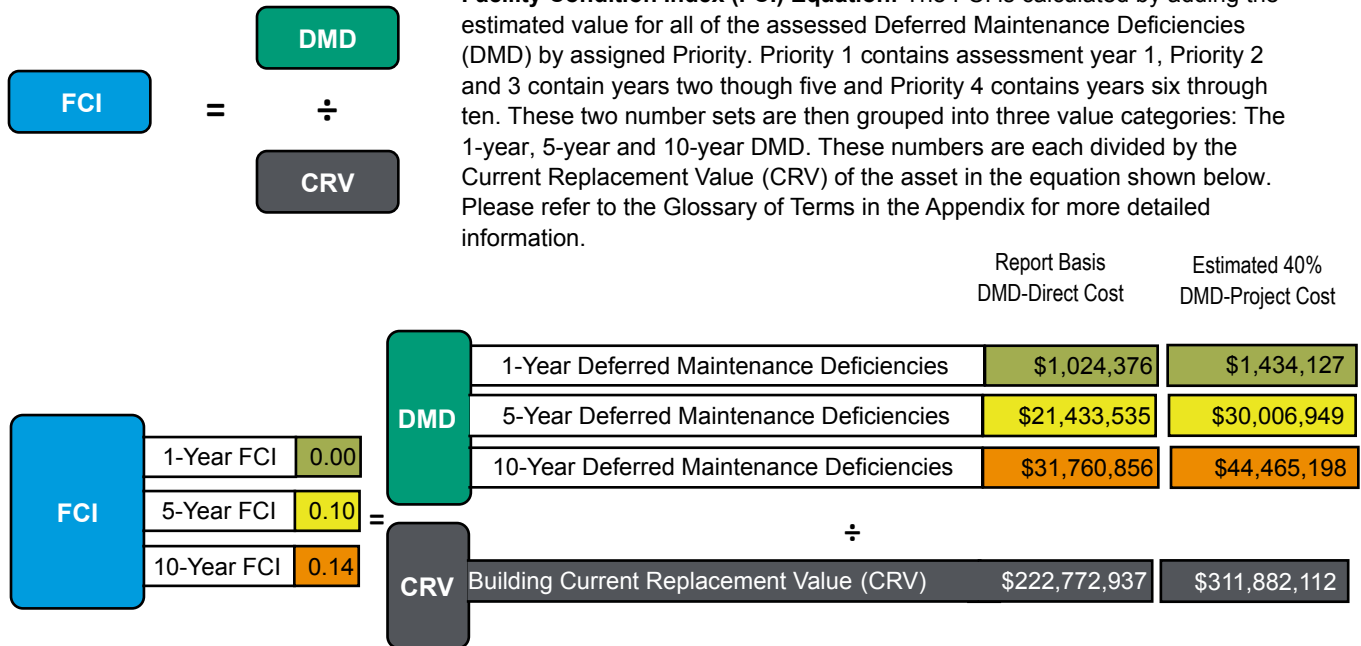 Facility Condition Index (FCI) Equation: The FCI is calculated by adding the
estimated value for all of the assessed Deferred Maintenance Deficiencies
(DMD) by assigned Priority. Priority 1 contains assessment year 1, Priority 2
and 3 contain years two though five and Priority 4 contains years six through
ten. These two number sets are then grouped into three value categories: The
1-year, 5-year and 10-year DMD. These numbers are each divided by the
Current Replacement Value (CRV) of the asset in the equation shown below.
Please refer to the Glossary of Terms in the Appendix for more detailed
information.
FCI
=
DMD
÷
CRV
Report Basis
DMD-Direct Cost
Estimated 40%
DMD-Project Cost
FCI
1-Year FCI 0.00
5-Year FCI 0.10
10-Year FCI 0.14
=
DMD
1-Year Deferred Maintenance Deficiencies $1,024,376 $1,434,127
5-Year Deferred Maintenance Deficiencies $21,433,535 $30,006,949
10-Year Deferred Maintenance Deficiencies $31,760,856 $44,465,198
÷
CRV Building Current Replacement Value (CRV) $222,772,937 $311,882,112